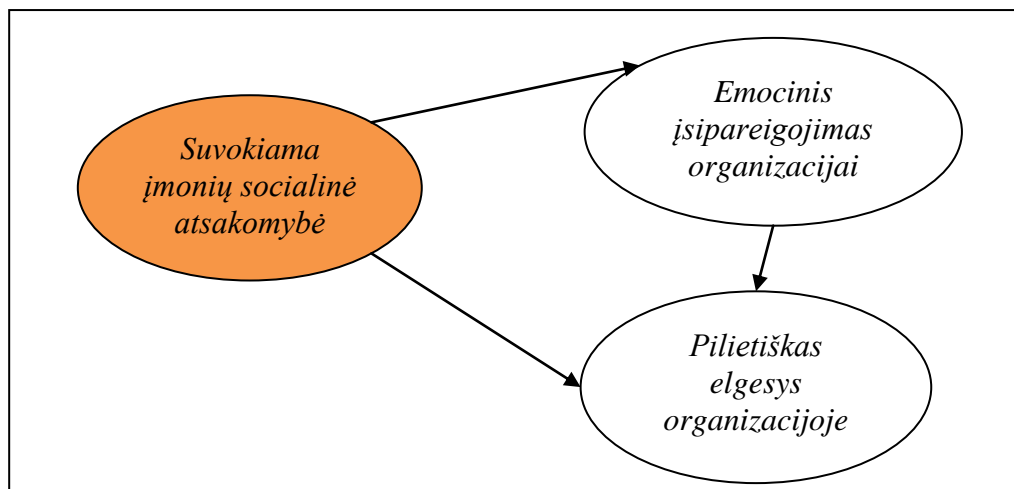 Suvokiama
įmonių socialinė
atsakomybė
Emocinis
įsipareigojimas
organizacijai
Pilietiškas
elgesys
organizacijoje